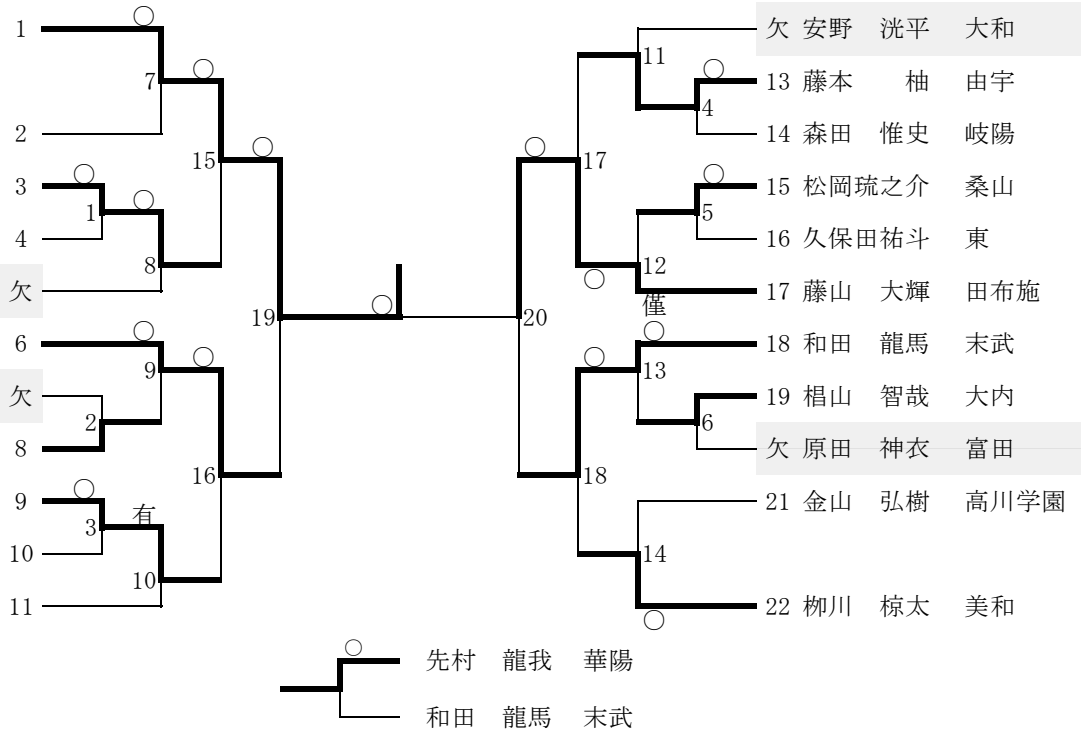 1
7
2
15
3
1
4
8
欠
19
6
9
欠
2
8
16
9
有
3
10
10
11
欠 安野 洸平 大和
11
13 藤本 柚 由宇
4
14 森田 惟史 岐陽
17
15 松岡琉之介 桑山
5
16 久保田祐斗 東
12
17 藤山 大輝 田布施
僅
20
18 和田 龍馬 末武
13
19 椙山 智哉 大内
6
欠 原田 神衣 富田
18
21 金山 弘樹 高川学園
14
22 栁川 椋太 美和
先村 龍我 華陽
和田 龍馬 末武